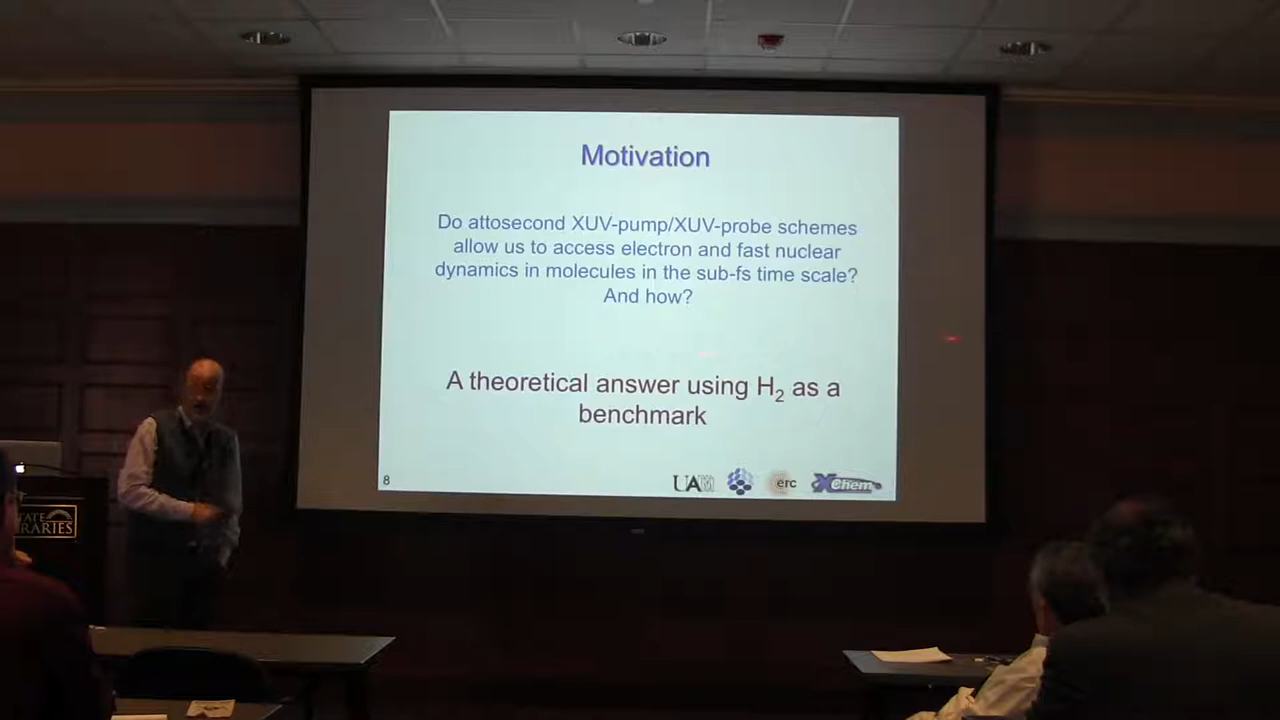 Motivation
Do attosecond XUV-pump/XUV-probe schemes
allow us to access electron and fast nuclear
dynamics in molecules in the sub-fs time scale?
And how?
A theoretical answer using H2 as a
benchmark
8
UAM
erc
XChem